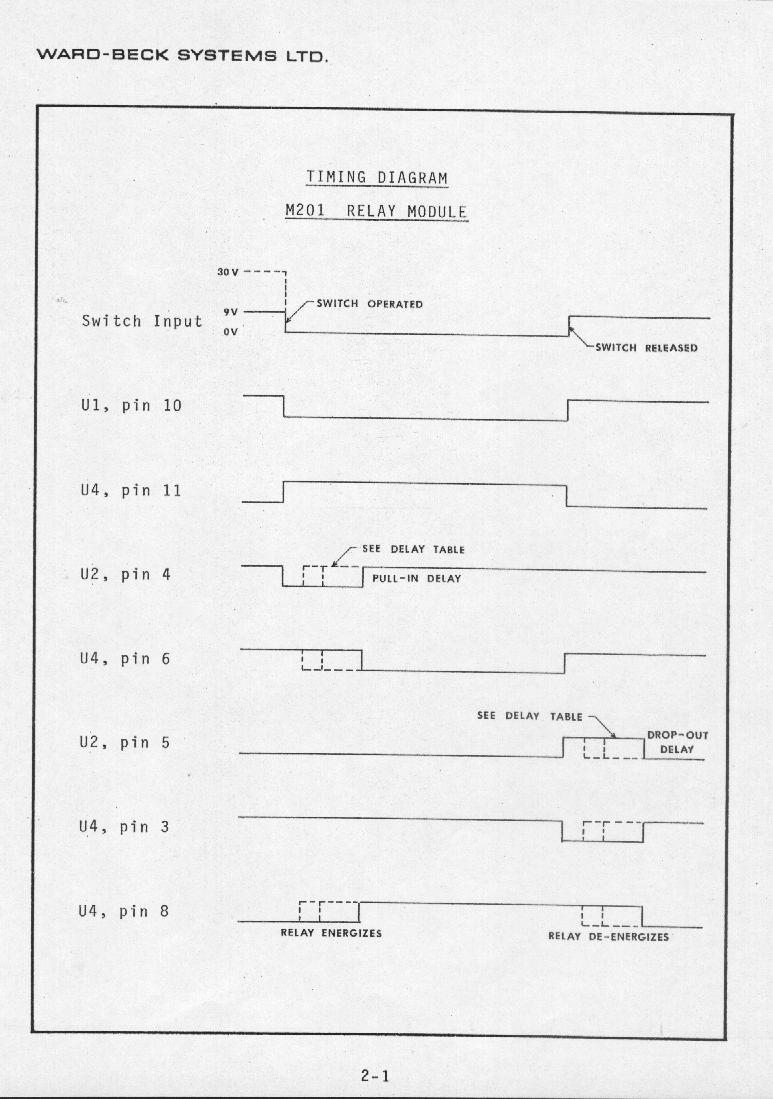 WARD-BECK SYSTEMS LTD.
TIMING DIAGRAM
M201 RELAY MODULE
30V
SWITCH OPERATED
9V
Switch Input
0V
SWITCH RELEASED
U1, pin 10
U4, pin 11
SEE DELAY TABLE
U2, pin 4
PULL-IN DELAY
U4, pin 6
SEE DELAY TABLE
DROP-OUT
U2, pin 5
DELAY
U4, pin 3
U4, pin 8
RELAY ENERGIZES
RELAY DE-ENERGIZES
2-1